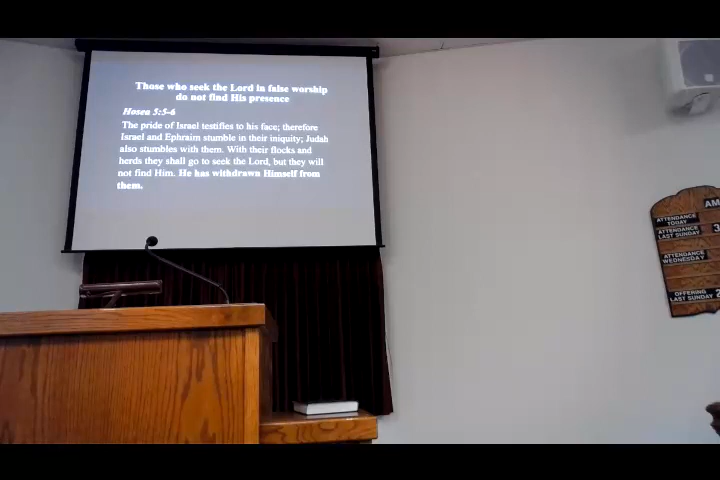 Those who seek the Lord in false worship
do not find His presence
Hosea 5:5-6
The pride of Israel testifies to his face; therefore
Israel and Ephraim stumble in their iniquity; Judah
also stumbles with them. With their flocks and
herds they shall go to seek the Lord, but they will
not find Him. He has withdrawn Himself from
them.
AM
ATTENDANCE
TODAY
ATTENDANCE
LAST SUNDAY 3
ATTENDANCE
WEDNESDAY
OFFERING
LAST SUNDAY 2